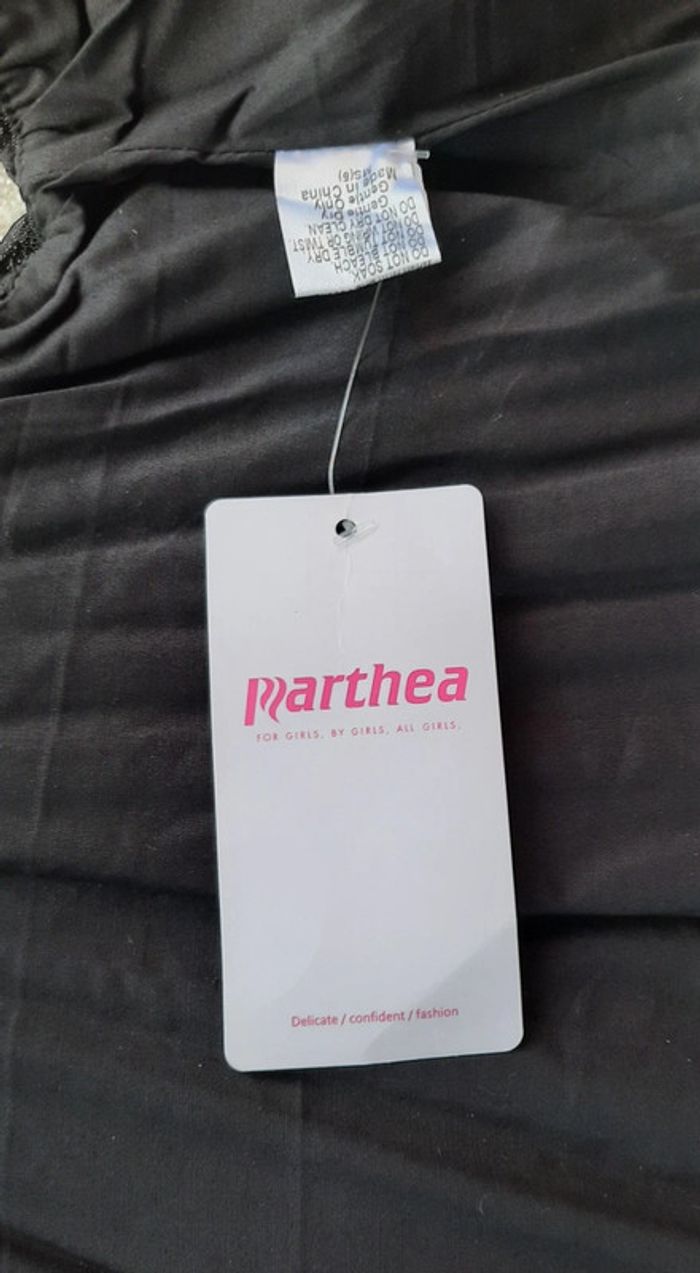 DO NOT SOAK
DO NOT BLEACH
DO NOT TUMBLE DRY
DO NOT WRING OR TWIST.
DO NOT DRY CLEAN
Gentle
Gentle Only
Made in China
marthea
FOR GIRLS, BY GIRLS, ALL GIRLS.
Delicate / confident / fashion